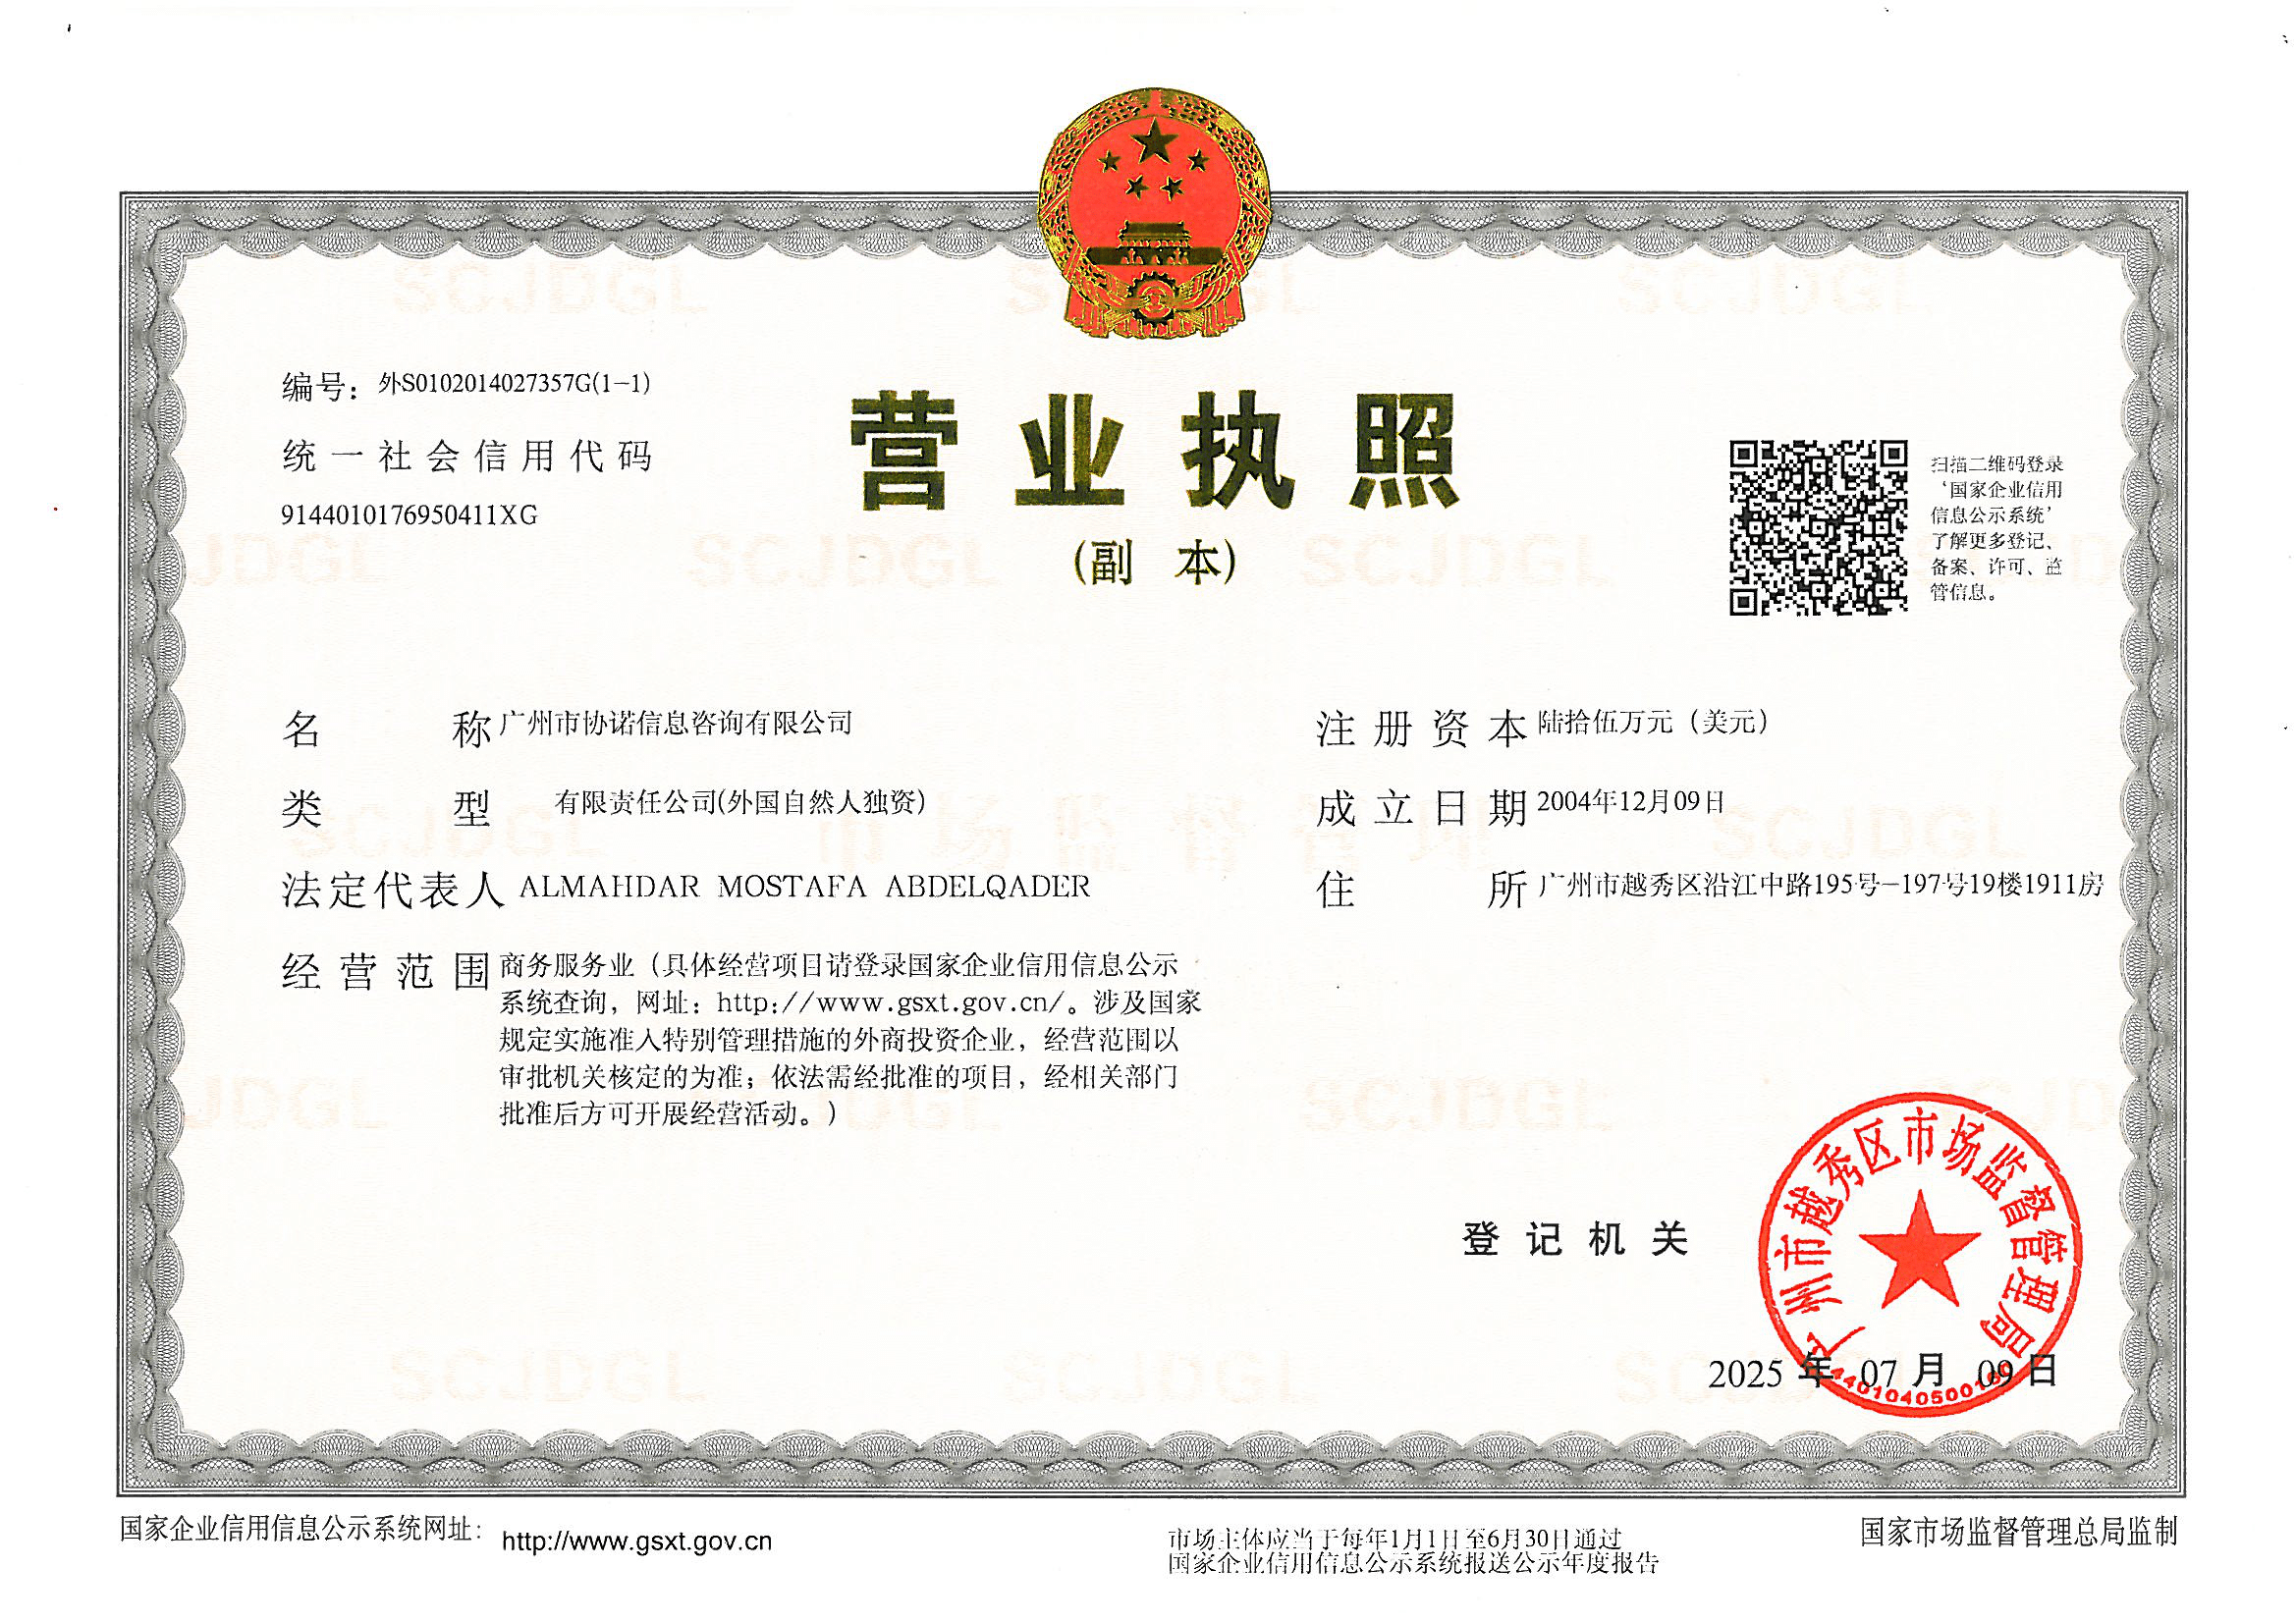 编号：外S0102014027357G(1-1)
统一社会信用代码
9144010176950411XG
营业执照
(副 本)
扫描二维码登录
‘国家企业信用
信息公示系统’
了解更多登记、
备案、许可、监
管信息。
名称 广州市协诺信息咨询有限公司
类型 有限责任公司(外国自然人独资)
法定代表人 ALMAHDAR MOSTAFA ABDELQADER
经营范围 商务服务业（具体经营项目请登录国家企业信用信息公示
系统查询，网址：http://www.gsxt.gov.cn/。涉及国家
规定实施准入特别管理措施的外商投资企业，经营范围以
审批机关核定的为准；依法需经批准的项目，经相关部门
批准后方可开展经营活动。）
注册资本 陆拾伍万元（美元）
成立日期 2004年12月09日
住所 广州市越秀区沿江中路195号-197号19楼1911房
登记机关
广州市越秀区市场监督管理局
2025 年 07 月 09 日
国家企业信用信息公示系统网址：http://www.gsxt.gov.cn
市场主体应当于每年1月1日至6月30日通过
国家企业信用信息公示系统报送公示年度报告
国家市场监督管理总局监制
SCJDGL
市场监督管理